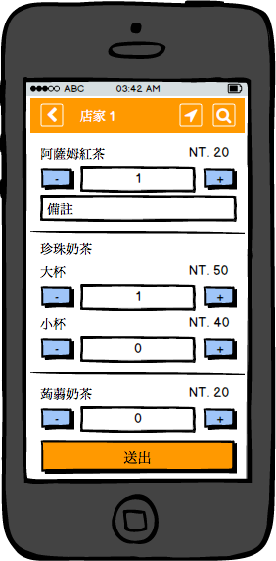 ABC 03:42 AM
店家 1
阿薩姆紅茶 NT. 20
- 1 +
備註
珍珠奶茶
大杯 NT. 50
- 1 +
小杯 NT. 40
- 0 +
蒟蒻奶茶 NT. 20
- 0 +
送出